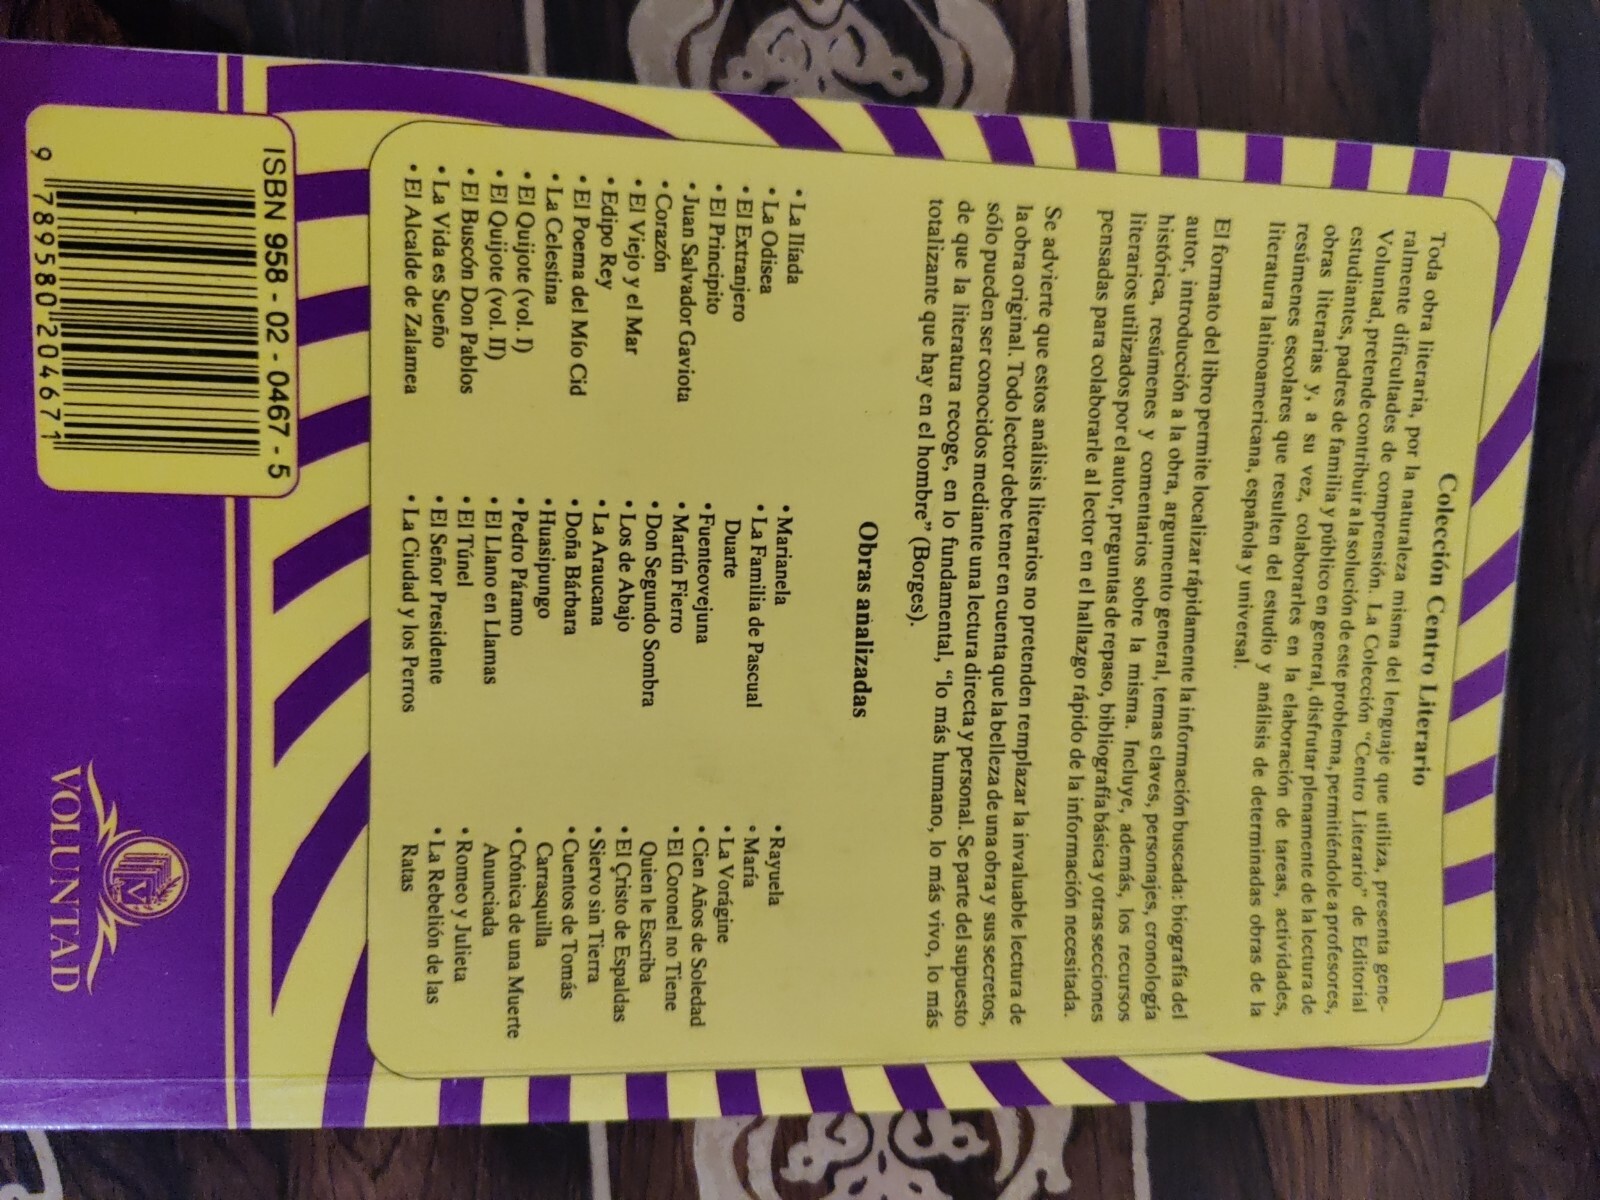 Colección Centro Literario
Toda obra literaria, por la naturaleza misma del lenguaje que utiliza, presenta gene-
ralmente dificultades de comprensión. La Colección “Centro Literario” de Editorial
Voluntad, pretende contribuir a la solución de este problema, permitiéndole a profesores,
estudiantes, padres de familia y público en general, disfrutar plenamente de la lectura de
obras literarias y, a su vez, colaborarles en la elaboración de tareas, actividades,
resúmenes escolares que resulten del estudio y análisis de determinadas obras de la
literatura latinoamericana, española y universal.
El formato del libro permite localizar rápidamente la información buscada: biografía del
autor, introducción a la obra, argumento general, temas claves, personajes, cronología
histórica, resúmenes y comentarios sobre la misma. Incluye, además, los recursos
literarios utilizados por el autor, preguntas de repaso, bibliografía básica y otras secciones
pensadas para colaborarle al lector en el hallazgo rápido de la información necesitada.
Se advierte que estos análisis literarios no pretenden remplazar la invaluable lectura de
la obra original. Todo lector debe tener en cuenta que la belleza de una obra y sus secretos,
sólo pueden ser conocidos mediante una lectura directa y personal. Se parte del supuesto
de que la literatura recoge, en lo fundamental, “lo más humano, lo más vivo, lo más
totalizante que hay en el hombre” (Borges).
Obras analizadas
• La Ilíada
• La Odisea
• El Extranjero
• El Principito
• Juan Salvador Gaviota
• Corazón
• El Viejo y el Mar
• Edipo Rey
• El Poema del Mío Cid
• La Celestina
• El Quijote (vol. I)
• El Quijote (vol. II)
• El Buscón Don Pablos
• La Vida es Sueño
• El Alcalde de Zalamea
• Marianela
• La Familia de Pascual
Duarte
• Fuenteovejuna
• Martín Fierro
• Don Segundo Sombra
• Los de Abajo
• La Araucana
• Doña Bárbara
• Huasipungo
• Pedro Páramo
• El Llano en Llamas
• El Túnel
• El Señor Presidente
• La Ciudad y los Perros
• Rayuela
• María
• La Vorágine
• Cien Años de Soledad
• El Coronel no Tiene
Quien le Escriba
• El Cristo de Espaldas
• Siervo sin Tierra
• Cuentos de Tomás
Carrasquilla
• Crónica de una Muerte
Anunciada
• Romeo y Julieta
• La Rebelión de las
Ratas
ISBN 958-02-0467-5
9 789580 204671
V
VOLUNTAD